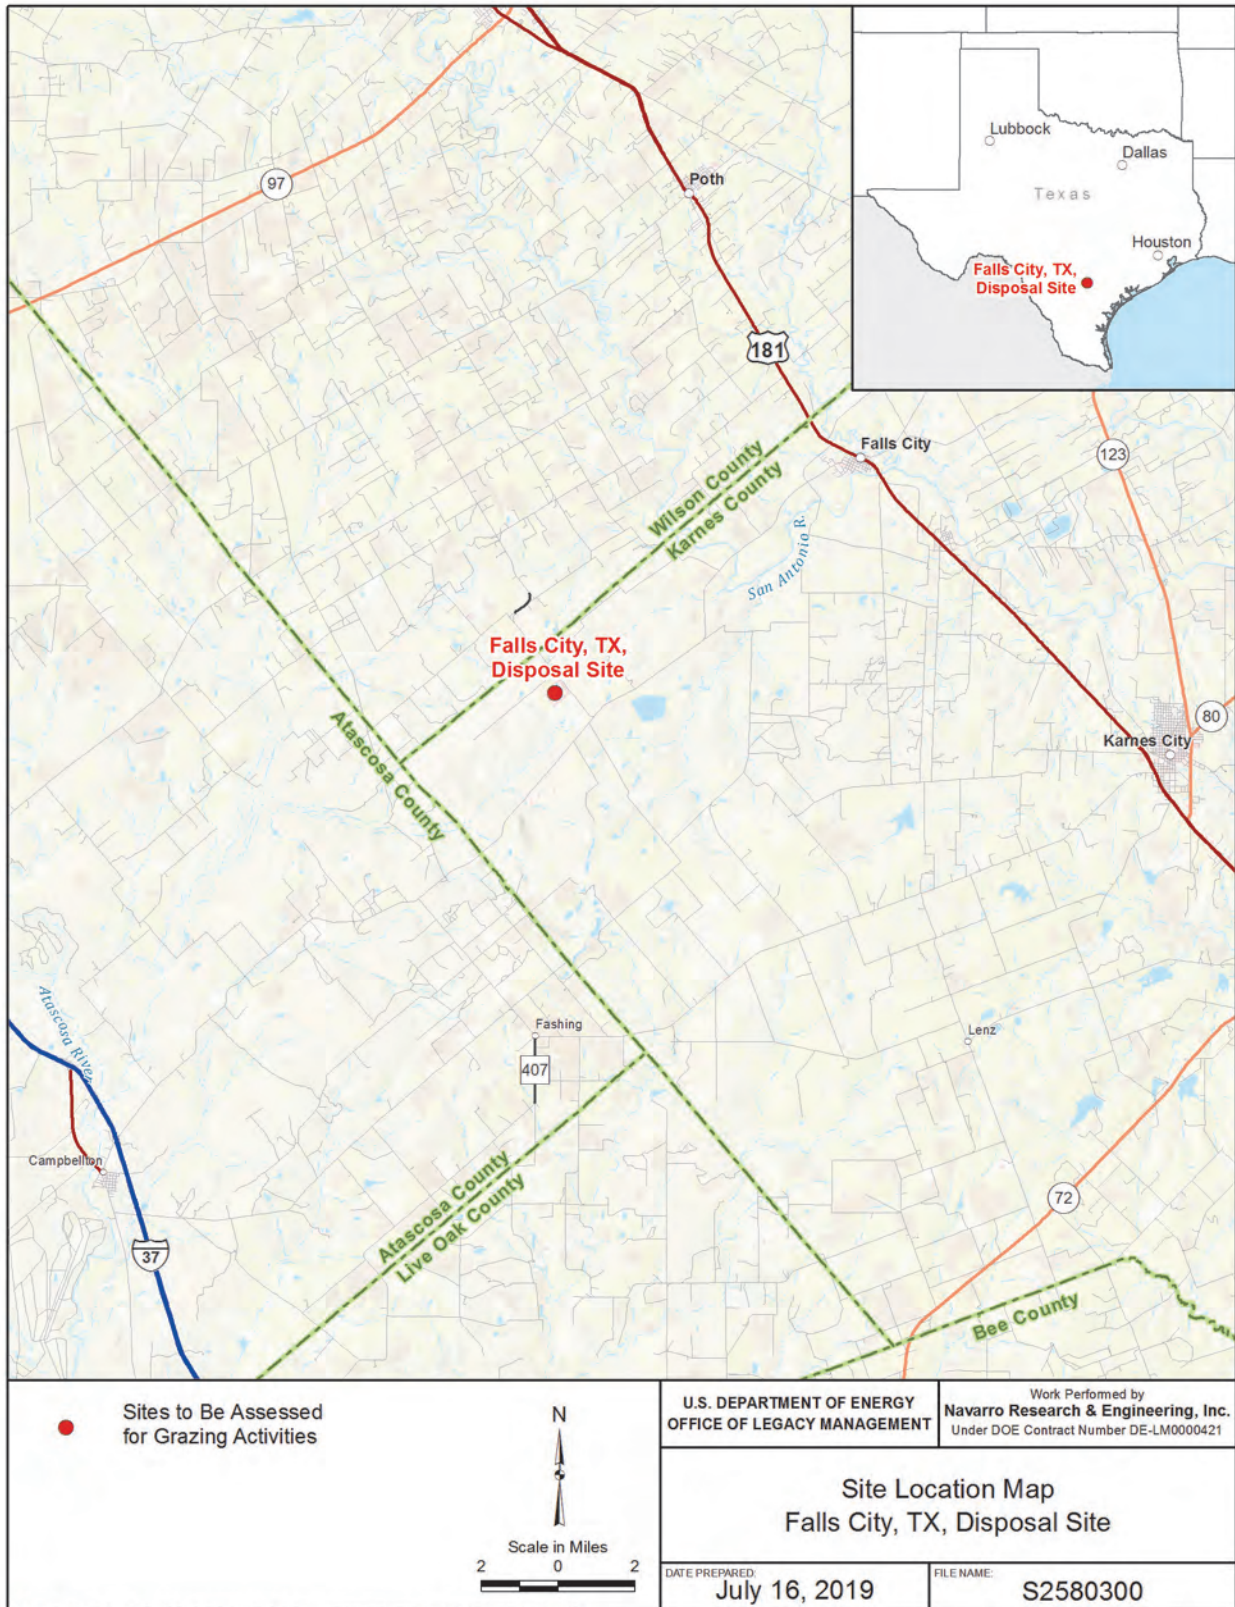 97
Poth
181
Lubbock
Dallas
Texas
Houston
Falls City, TX,
Disposal Site
Falls City
123
Wilson County
Karnes County
San Antonio R.
Falls City, TX,
Disposal Site
80
Karnes City
Atascosa County
Atascosa River
Fashing
407
Lenz
Campbellton
37
Atascosa County
Live Oak County
72
Bee County
Sites to Be Assessed
for Grazing Activities
N
Scale in Miles
2 0 2
U.S. DEPARTMENT OF ENERGY
OFFICE OF LEGACY MANAGEMENT
Work Performed by
Navarro Research & Engineering, Inc.
Under DOE Contract Number DE-LM0000421
Site Location Map
Falls City, TX, Disposal Site
DATE PREPARED:
July 16, 2019
FILE NAME:
S2580300